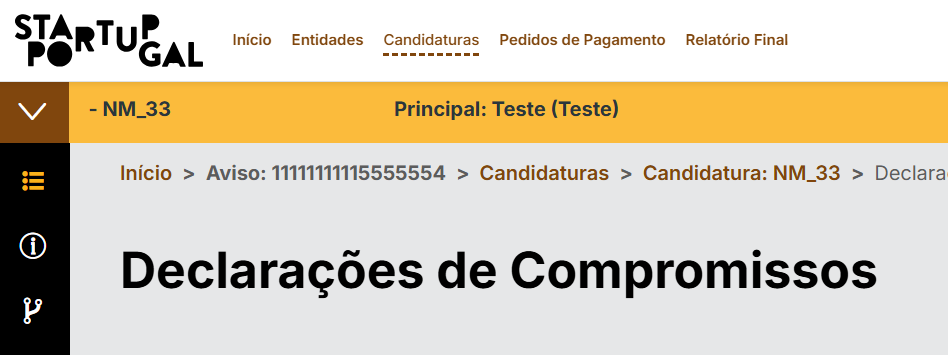 STARTUP
PORTUGAL
Início Entidades Candidaturas Pedidos de Pagamento Relatório Final
- NM_33 Principal: Teste (Teste)
Início > Aviso: 11111111115555554 > Candidaturas > Candidatura: NM_33 > Declara
Declarações de Compromissos